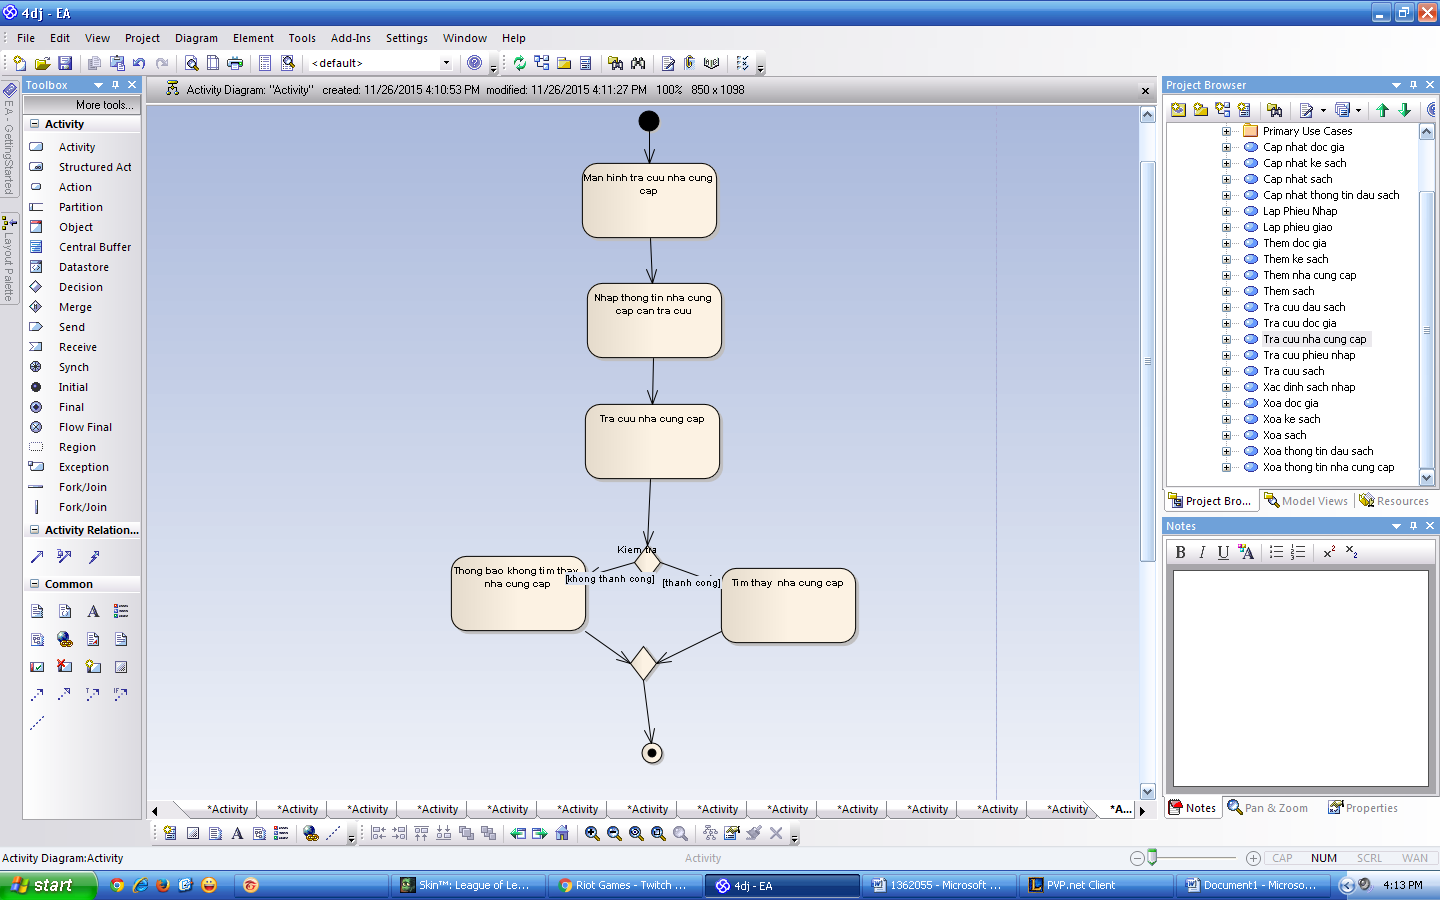 4dj - EA
File Edit View Project Diagram Element Tools Add-Ins Settings Window Help
<default>
EA - GettingStarted
Layout Palette
Toolbox
More tools...
Activity
Activity
Structured Act
Action
Partition
Object
Central Buffer
Datastore
Decision
Merge
Send
Receive
Synch
Initial
Final
Flow Final
Region
Exception
Fork/Join
Fork/Join
Activity Relation...
Common
Activity Diagram: "Activity" created: 11/26/2015 4:10:53 PM modified: 11/26/2015 4:11:27 PM 100% 850 x 1098
Man hinh tra cuu nha cung
cap
Nhap thong tin nha cung
cap can tra cuu
Tra cuu nha cung cap
Kiem tra
Thong bao khong tim thay
nha cung cap
[khong thanh cong]
[thanh cong]
Tim thay nha cung cap
*Activity *Activity *Activity *Activity *Activity *Activity *Activity *Activity *Activity *Activity *Activity *Activity *Activity *A...
Project Browser
Primary Use Cases
Cap nhat doc gia
Cap nhat ke sach
Cap nhat sach
Cap nhat thong tin dau sach
Lap Phieu Nhap
Lap phieu giao
Them doc gia
Them ke sach
Them nha cung cap
Them sach
Tra cuu dau sach
Tra cuu doc gia
Tra cuu nha cung cap
Tra cuu phieu nhap
Tra cuu sach
Xac dinh sach nhap
Xoa doc gia
Xoa ke sach
Xoa sach
Xoa thong tin dau sach
Xoa thong tin nha cung cap
Project Bro... Model Views Resources
Notes
B I U A x² x₂
Notes Pan & Zoom Properties
Activity Diagram:Activity Activity CAP NUM SCRL WAN
start Skin™: League of Le... Riot Games - Twitch ... 4dj - EA 1362055 - Microsoft ... PVP.net Client Document1 - Microso... 4:13 PM